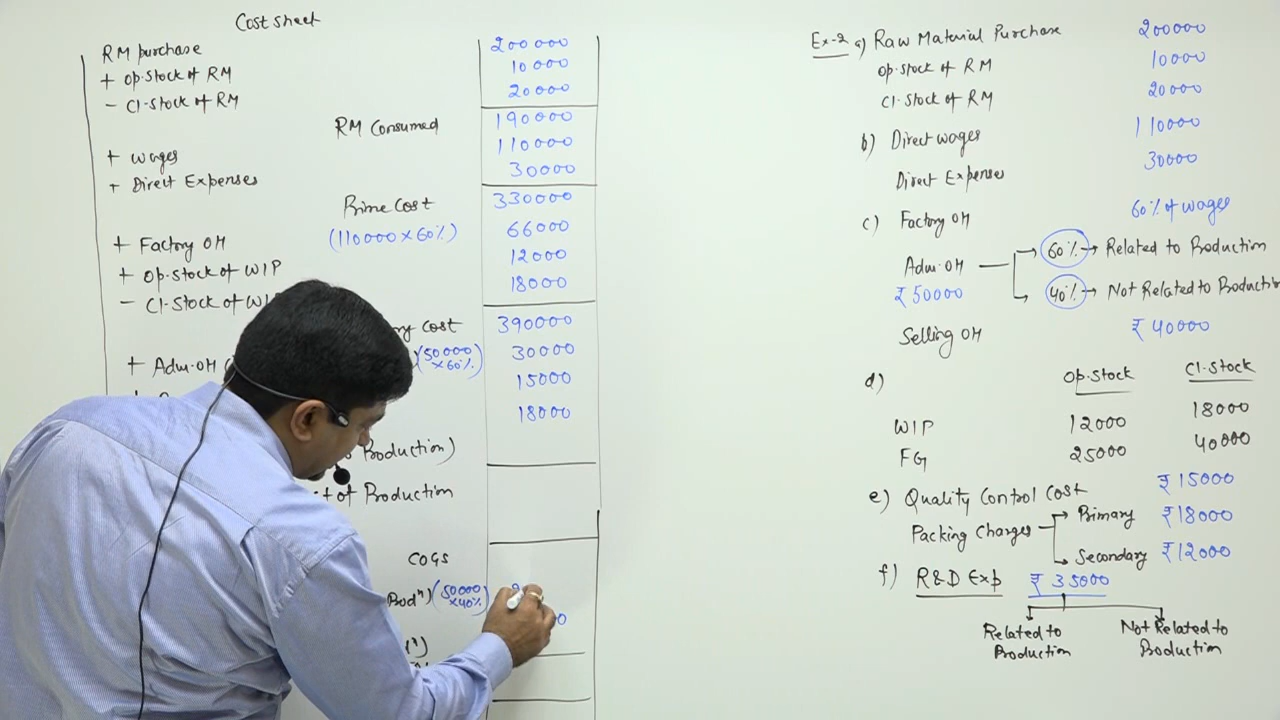 Cost sheet
RM purchase 200000
+ Op-Stock of RM 10000
- Cl-Stock of RM 20000
RM Consumed 190000
+ Wages 110000
+ Direct Expenses 30000
Prime Cost 330000
+ Factory OH (110000 x 60%) 66000
+ Op-Stock of WIP 12000
- Cl-Stock of 18000
Cost 390000
+ Adm-OH (50000 x60%) 30000
15000
18000
Production)
of Production
COGS
(50000 x40%)
Ex-2 a) Raw Material Purchase 200000
Op-Stock of RM 10000
Cl-Stock of RM 20000
b) Direct wages 110000
Direct Expenses 30000
c) Factory OH 60% of wages
Adm-OH 60% → Related to Production
₹ 50000 40% → Not Related to Production
Selling OH ₹ 40000
d) Op-Stock Cl-Stock
WIP 12000 18000
FG 25000 40000
e) Quality Control Cost ₹ 15000
Packing Charges → Primary ₹ 18000
→ Secondary ₹ 12000
f) R&D Exp ₹ 35000
Related to Production
Not Related to Production